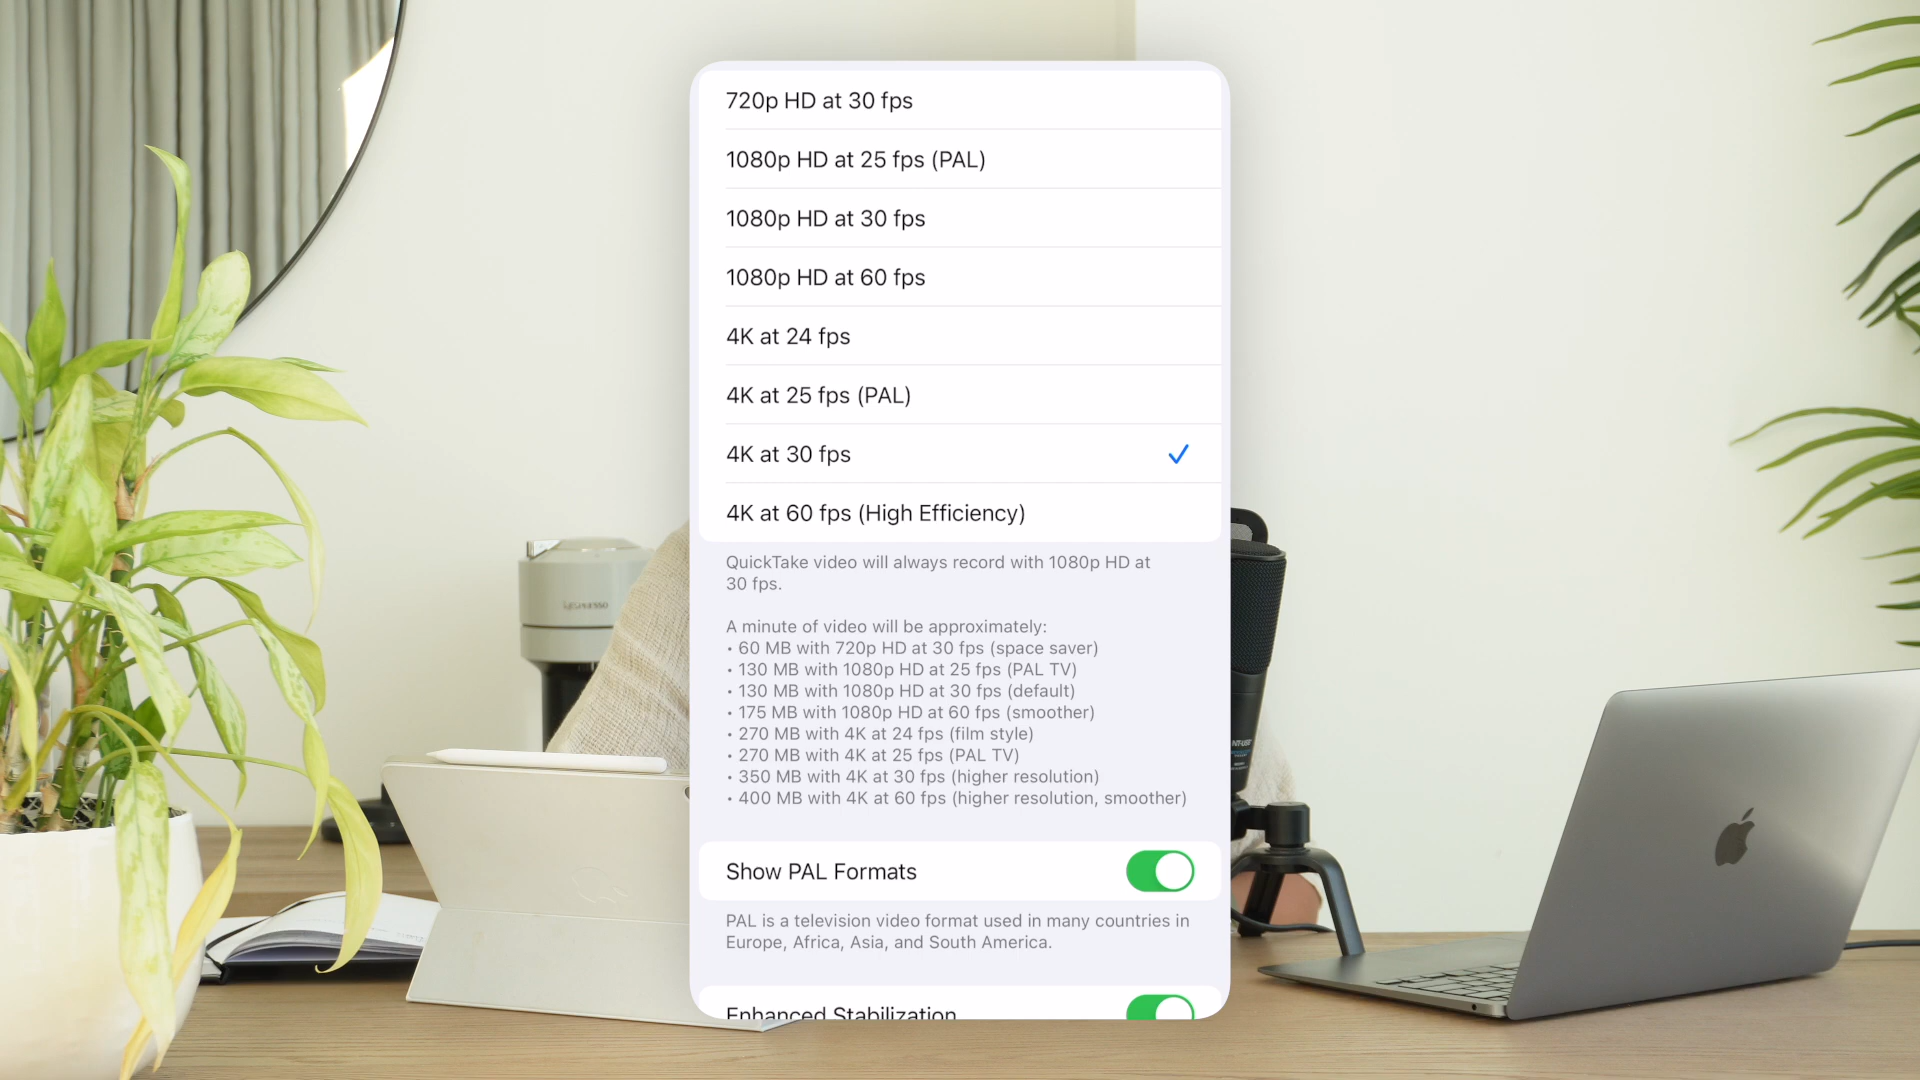 720p HD at 30 fps
1080p HD at 25 fps (PAL)
1080p HD at 30 fps
1080p HD at 60 fps
4K at 24 fps
4K at 25 fps (PAL)
4K at 30 fps
4K at 60 fps (High Efficiency)
QuickTake video will always record with 1080p HD at
30 fps.
A minute of video will be approximately:
• 60 MB with 720p HD at 30 fps (space saver)
• 130 MB with 1080p HD at 25 fps (PAL TV)
• 130 MB with 1080p HD at 30 fps (default)
• 175 MB with 1080p HD at 60 fps (smoother)
• 270 MB with 4K at 24 fps (film style)
• 270 MB with 4K at 25 fps (PAL TV)
• 350 MB with 4K at 30 fps (higher resolution)
• 400 MB with 4K at 60 fps (higher resolution, smoother)
Show PAL Formats
PAL is a television video format used in many countries in
Europe, Africa, Asia, and South America.
Enhanced Stabilization
NESPRESSO
NT-USB